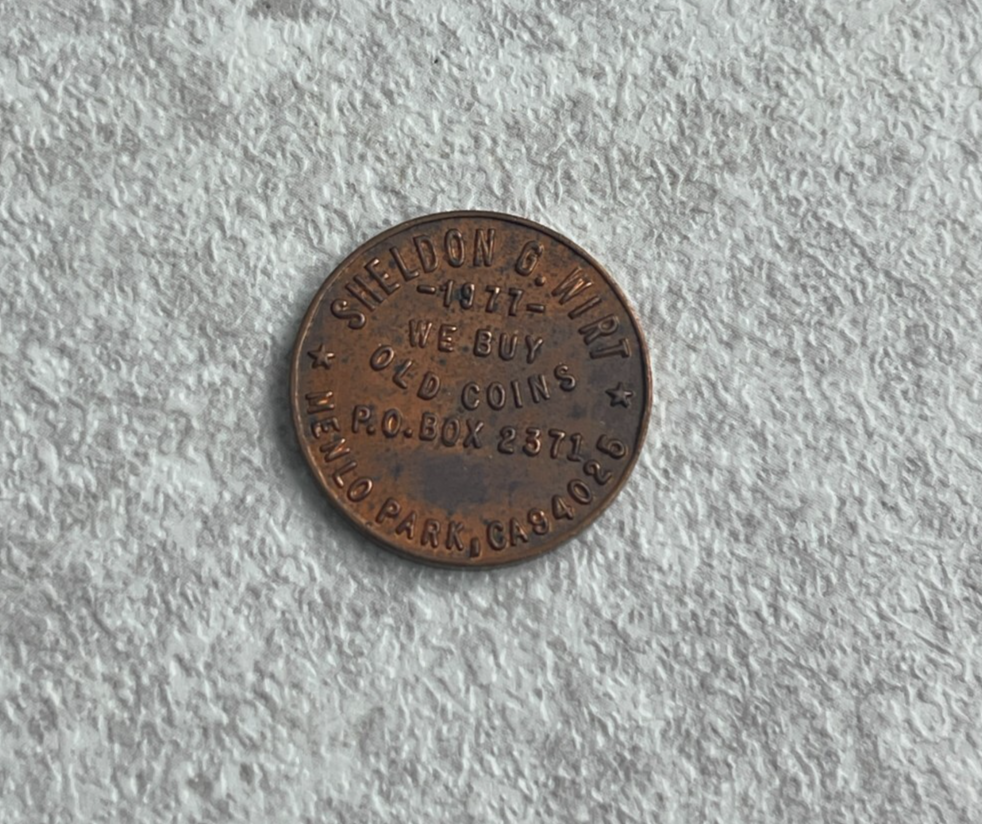 SHELDON G. WIRT
-1977-
WE BUY
OLD COINS
P.O. BOX 2371
MENLO PARK, CA 94025